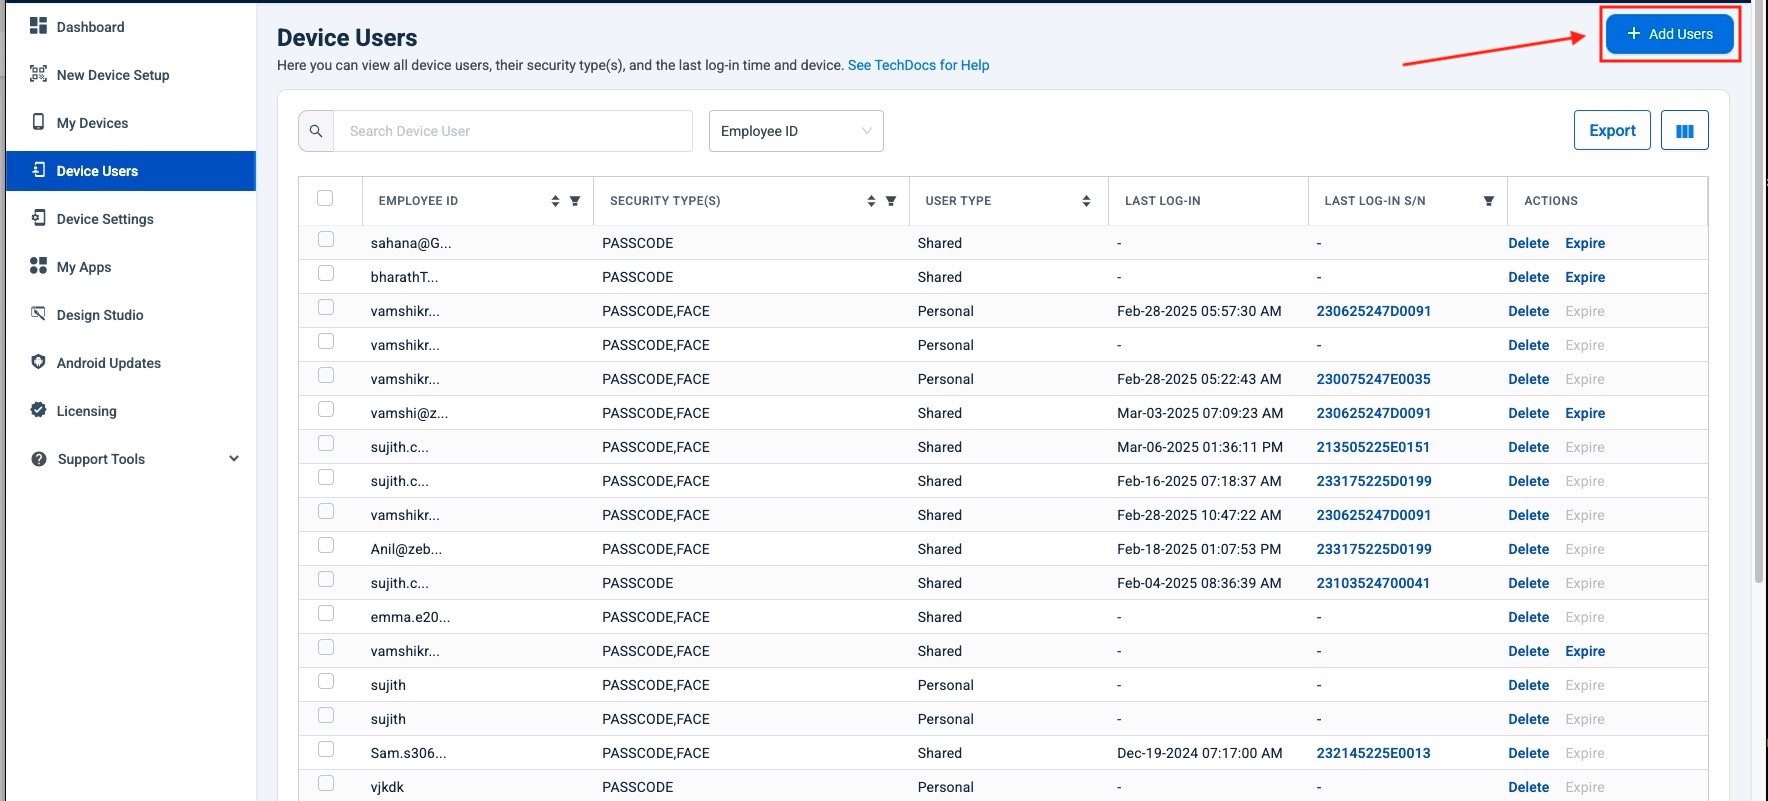 Dashboard
New Device Setup
My Devices
Device Users
Device Settings
My Apps
Design Studio
Android Updates
Licensing
Support Tools
Device Users
Here you can view all device users, their security type(s), and the last log-in time and device. See TechDocs for Help
+ Add Users
Search Device User
Employee ID
Export
EMPLOYEE ID SECURITY TYPE(S) USER TYPE LAST LOG-IN LAST LOG-IN S/N ACTIONS
sahana@G... PASSCODE Shared - - Delete Expire
bharathT... PASSCODE Shared - - Delete Expire
vamshikr... PASSCODE,FACE Personal Feb-28-2025 05:57:30 AM 230625247D0091 Delete Expire
vamshikr... PASSCODE,FACE Personal - - Delete Expire
vamshikr... PASSCODE,FACE Personal Feb-28-2025 05:22:43 AM 230075247E0035 Delete Expire
vamshi@z... PASSCODE,FACE Shared Mar-03-2025 07:09:23 AM 230625247D0091 Delete Expire
sujith.c... PASSCODE,FACE Shared Mar-06-2025 01:36:11 PM 213505225E0151 Delete Expire
sujith.c... PASSCODE,FACE Shared Feb-16-2025 07:18:37 AM 233175225D0199 Delete Expire
vamshikr... PASSCODE,FACE Shared Feb-28-2025 10:47:22 AM 230625247D0091 Delete Expire
Anil@zeb... PASSCODE,FACE Shared Feb-18-2025 01:07:53 PM 233175225D0199 Delete Expire
sujith.c... PASSCODE Shared Feb-04-2025 08:36:39 AM 23103524700041 Delete Expire
emma.e20... PASSCODE,FACE Shared - - Delete Expire
vamshikr... PASSCODE,FACE Shared - - Delete Expire
sujith PASSCODE,FACE Personal - - Delete Expire
sujith PASSCODE,FACE Personal - - Delete Expire
Sam.s306... PASSCODE,FACE Shared Dec-19-2024 07:17:00 AM 232145225E0013 Delete Expire
vjkdk PASSCODE Personal - - Delete Expire